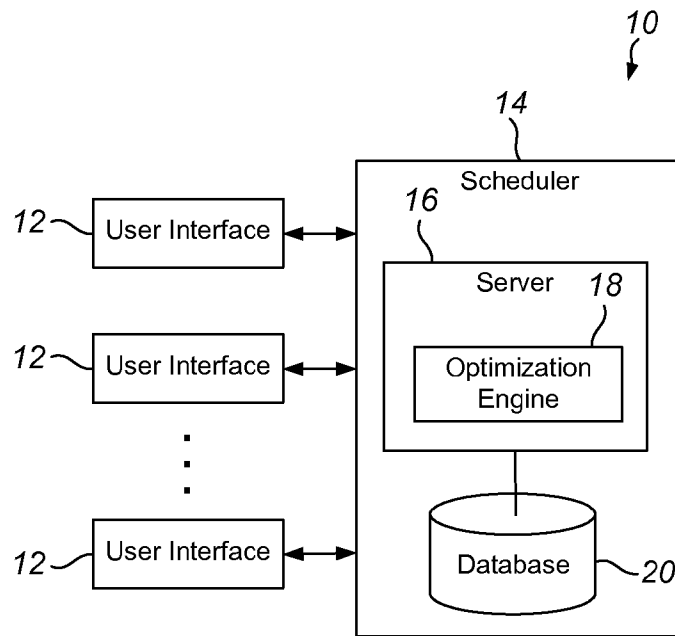 10
14
Scheduler
16
12 User Interface
Server
18
12 User Interface
Optimization
Engine
12 User Interface
Database 20